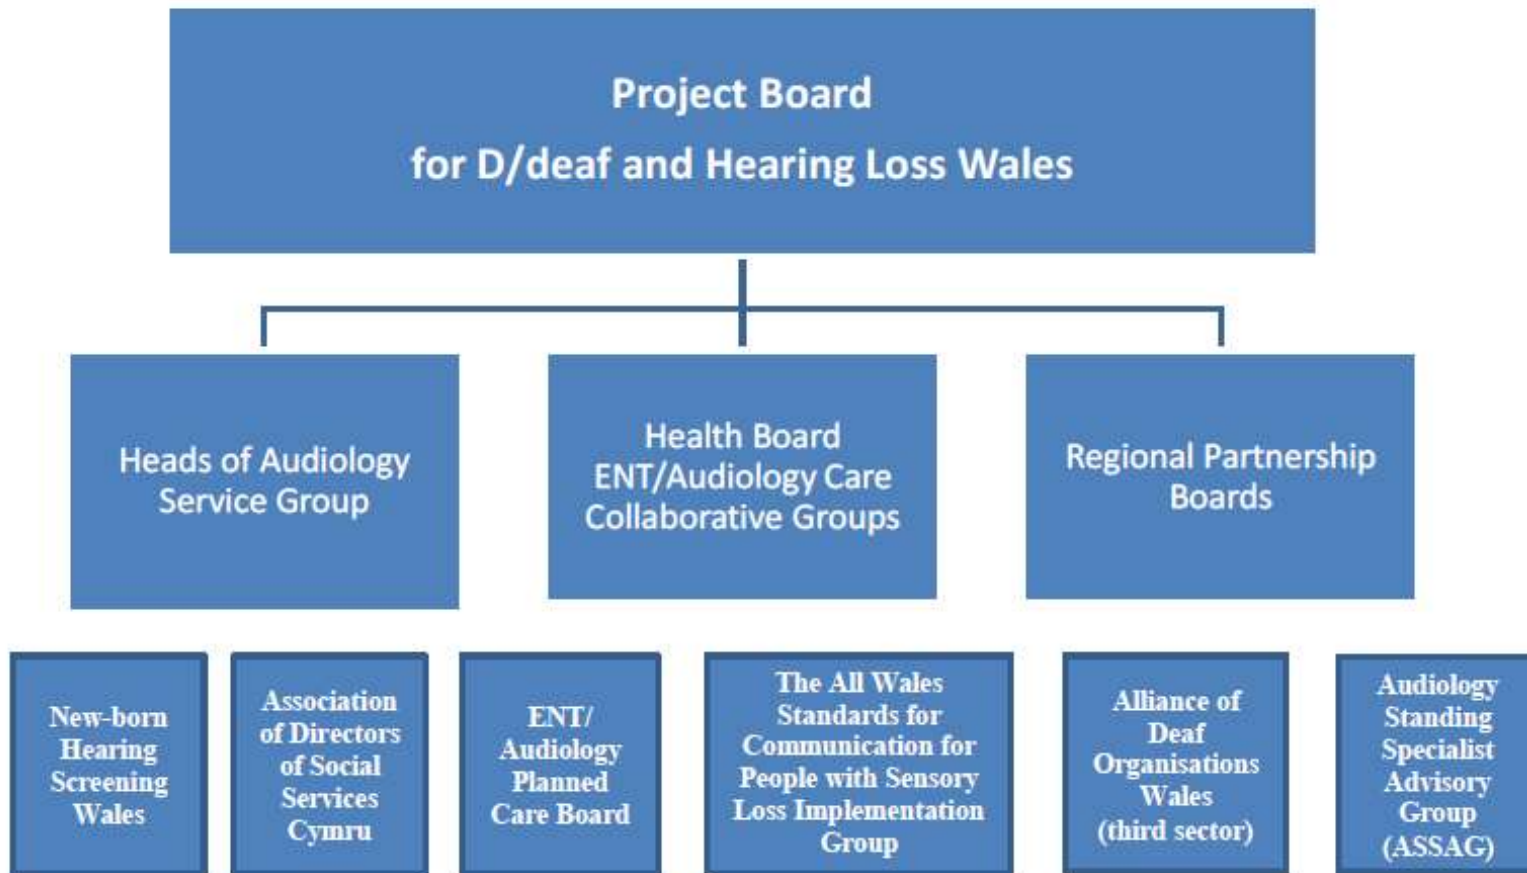 Project Board
for D/deaf and Hearing Loss Wales
Heads of Audiology
Service Group
Health Board
ENT/Audiology Care
Collaborative Groups
Regional Partnership
Boards
New-born
Hearing
Screening
Wales
Association
of Directors
of Social
Services
Cymru
ENT/
Audiology
Planned
Care Board
The All Wales
Standards for
Communication for
People with Sensory
Loss Implementation
Group
Alliance of
Deaf
Organisations
Wales
(third sector)
Audiology
Standing
Specialist
Advisory
Group
(ASSAG)